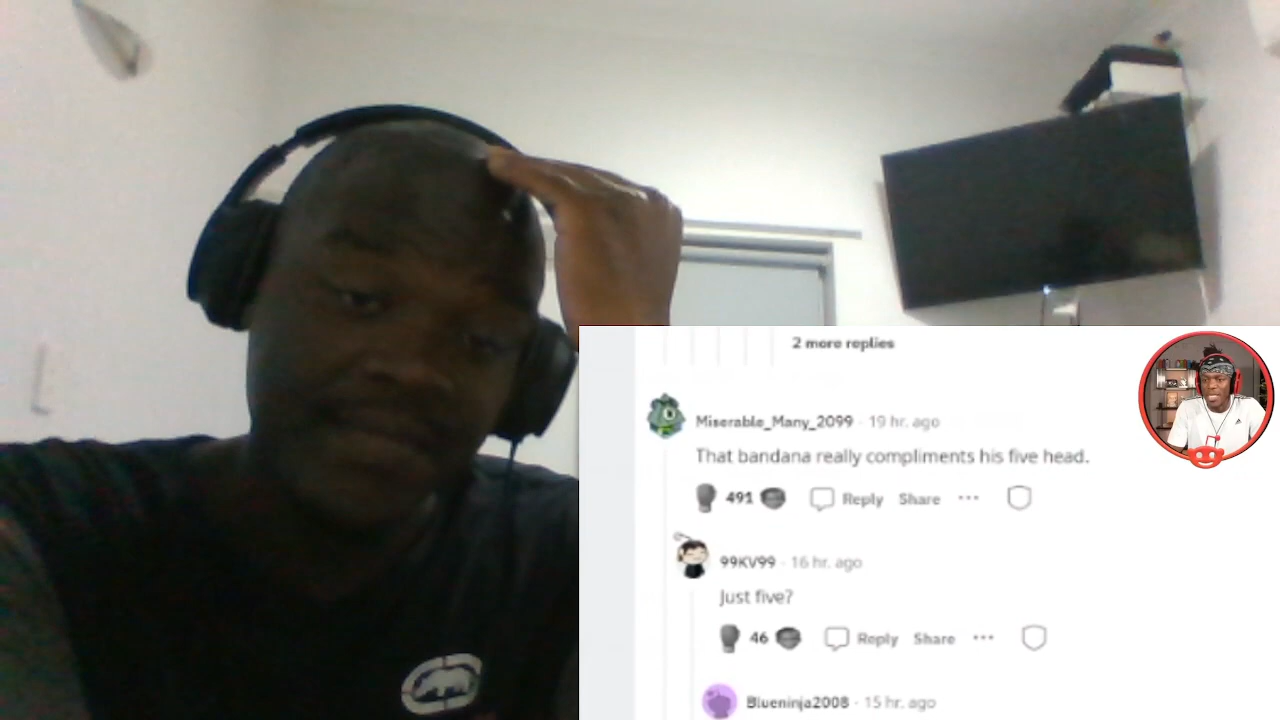 2 more replies
Miserable_Many_2099 · 19 hr. ago
That bandana really compliments his five head.
491 Reply Share ...
99KV99 · 16 hr. ago
Just five?
46 Reply Share ...
Blueninja2008 · 15 hr. ago